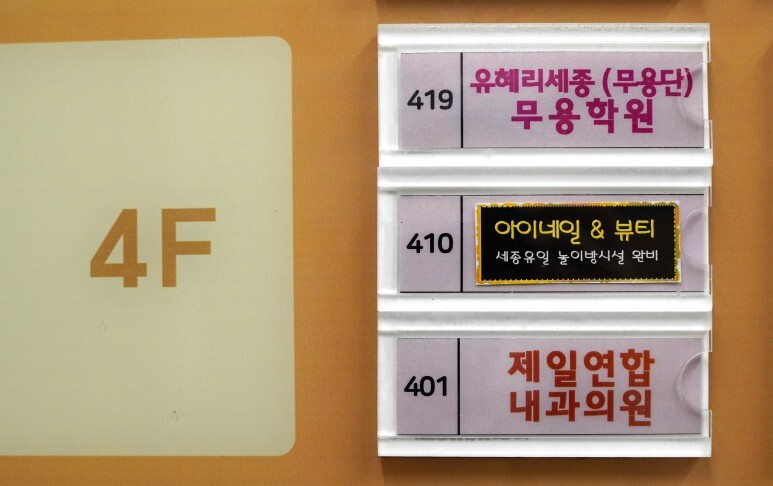 4F
419
유혜리세종 (무용단)
무용학원
410
아이네일 & 뷰티
세종유일 놀이방시설 완비
401
제일연합
내과의원